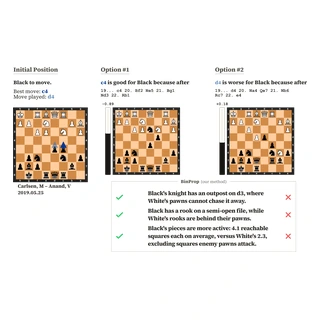 Initial Position
Option #1
Option #2
Black to move.
Best move: c4
Move played: d4
c4 is good for Black because after
d4 is worse for Black because after
Carlsen, M – Anand, V
2019.05.25
Black's knight has an outpost on d3, where
White's pawns cannot chase it away.
Black has a rook on a semi-open file, while
White's rooks are behind their pawns.
Black's pieces are more active: 4.1 reachable
squares each on average, versus White's 2.3,
excluding squares enemy pawns attack.